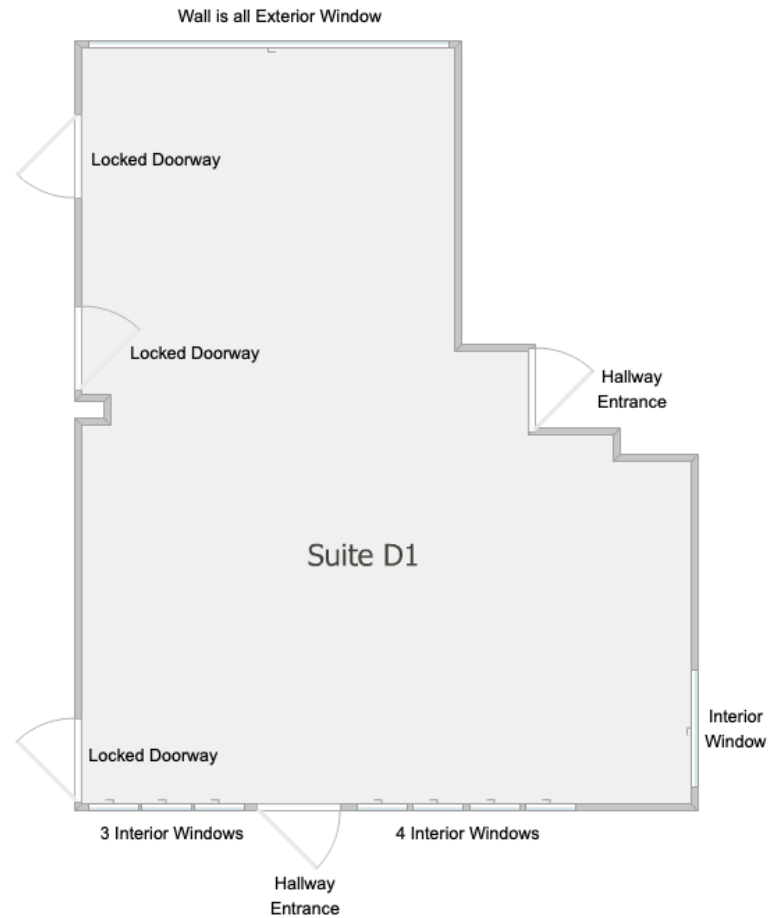 Wall is all Exterior Window
Locked Doorway
Locked Doorway
Hallway
Entrance
Suite D1
Interior
Window
Locked Doorway
3 Interior Windows
4 Interior Windows
Hallway
Entrance